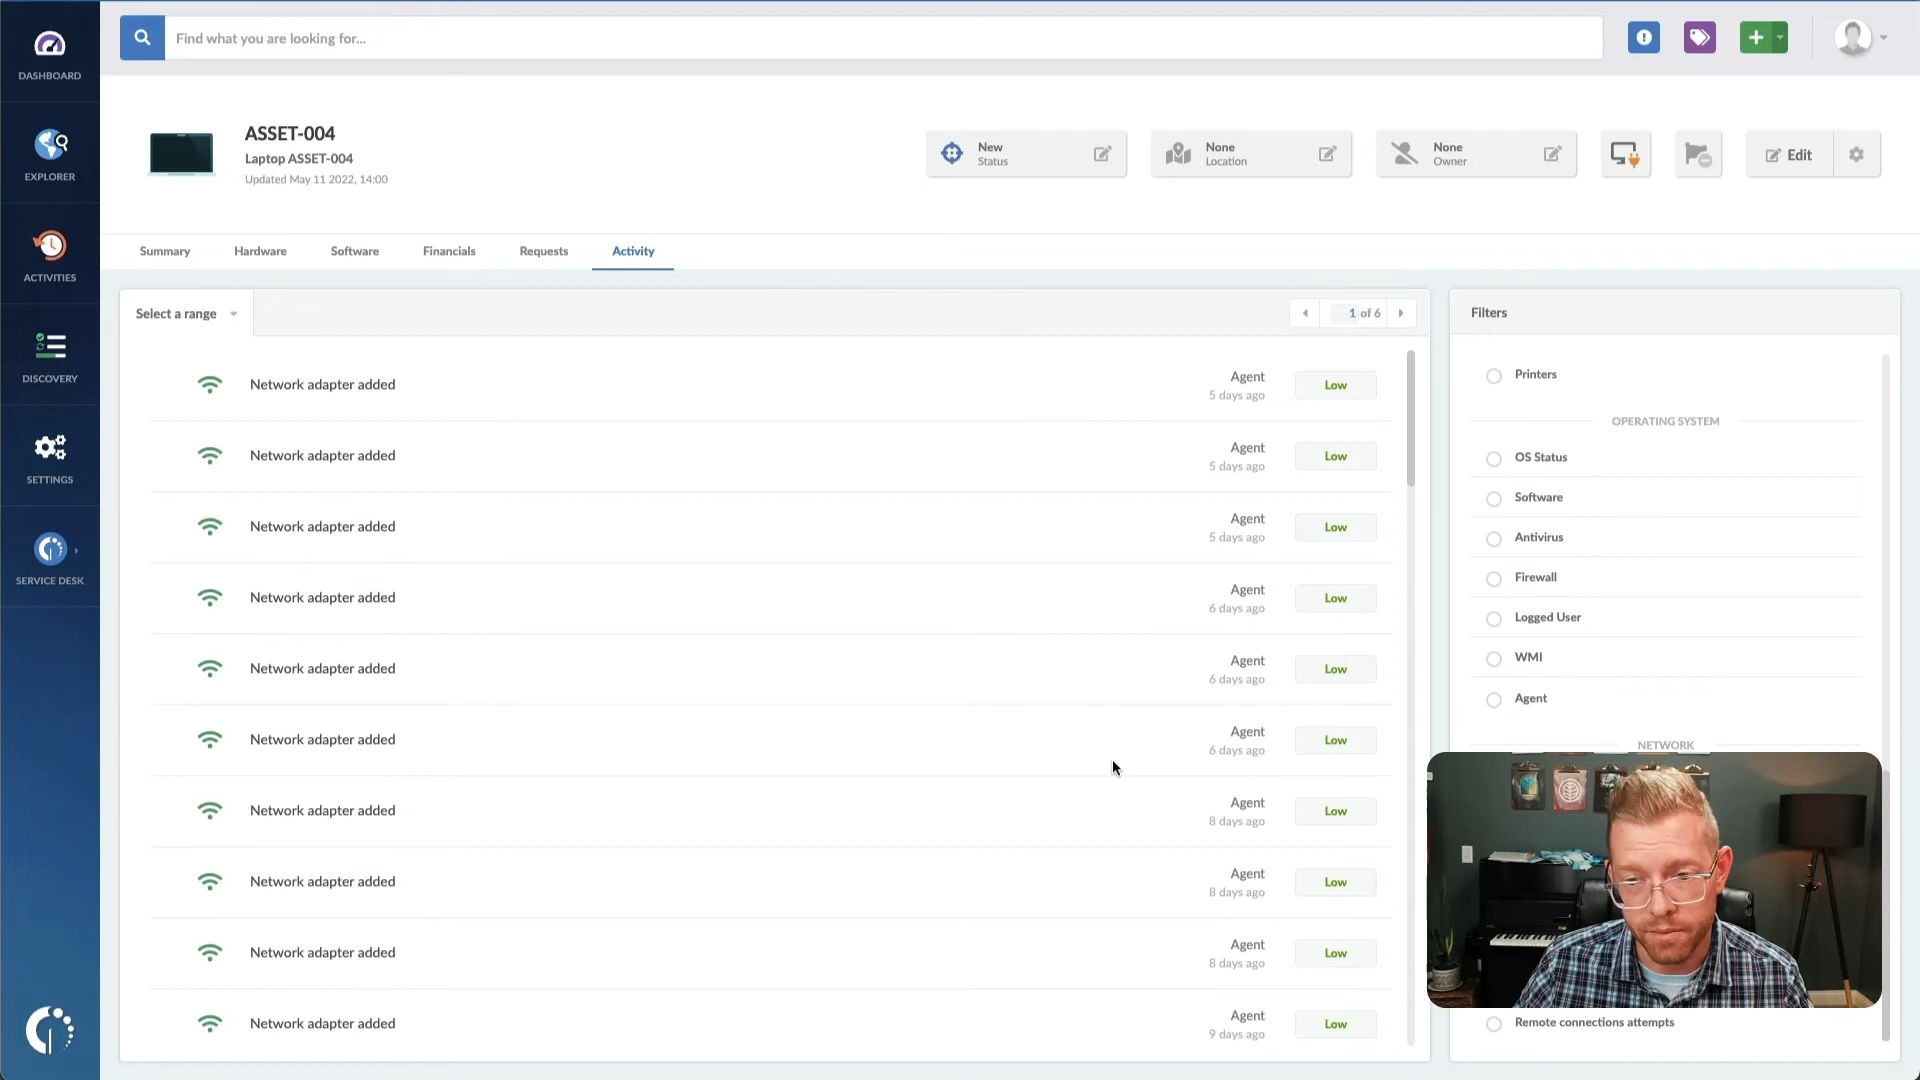 Find what you are looking for...
DASHBOARD
EXPLORER
ACTIVITIES
DISCOVERY
SETTINGS
SERVICE DESK
ASSET-004
Laptop ASSET-004
Updated May 11 2022, 14:00
New
Status
None
Location
None
Owner
Edit
Summary
Hardware
Software
Financials
Requests
Activity
Select a range
1 of 6
Network adapter added
Agent
5 days ago
Low
Network adapter added
Agent
5 days ago
Low
Network adapter added
Agent
5 days ago
Low
Network adapter added
Agent
6 days ago
Low
Network adapter added
Agent
6 days ago
Low
Network adapter added
Agent
6 days ago
Low
Network adapter added
Agent
8 days ago
Low
Network adapter added
Agent
8 days ago
Low
Network adapter added
Agent
8 days ago
Low
Network adapter added
Agent
9 days ago
Low
Filters
Printers
OPERATING SYSTEM
OS Status
Software
Antivirus
Firewall
Logged User
WMI
Agent
NETWORK
Remote connections attempts